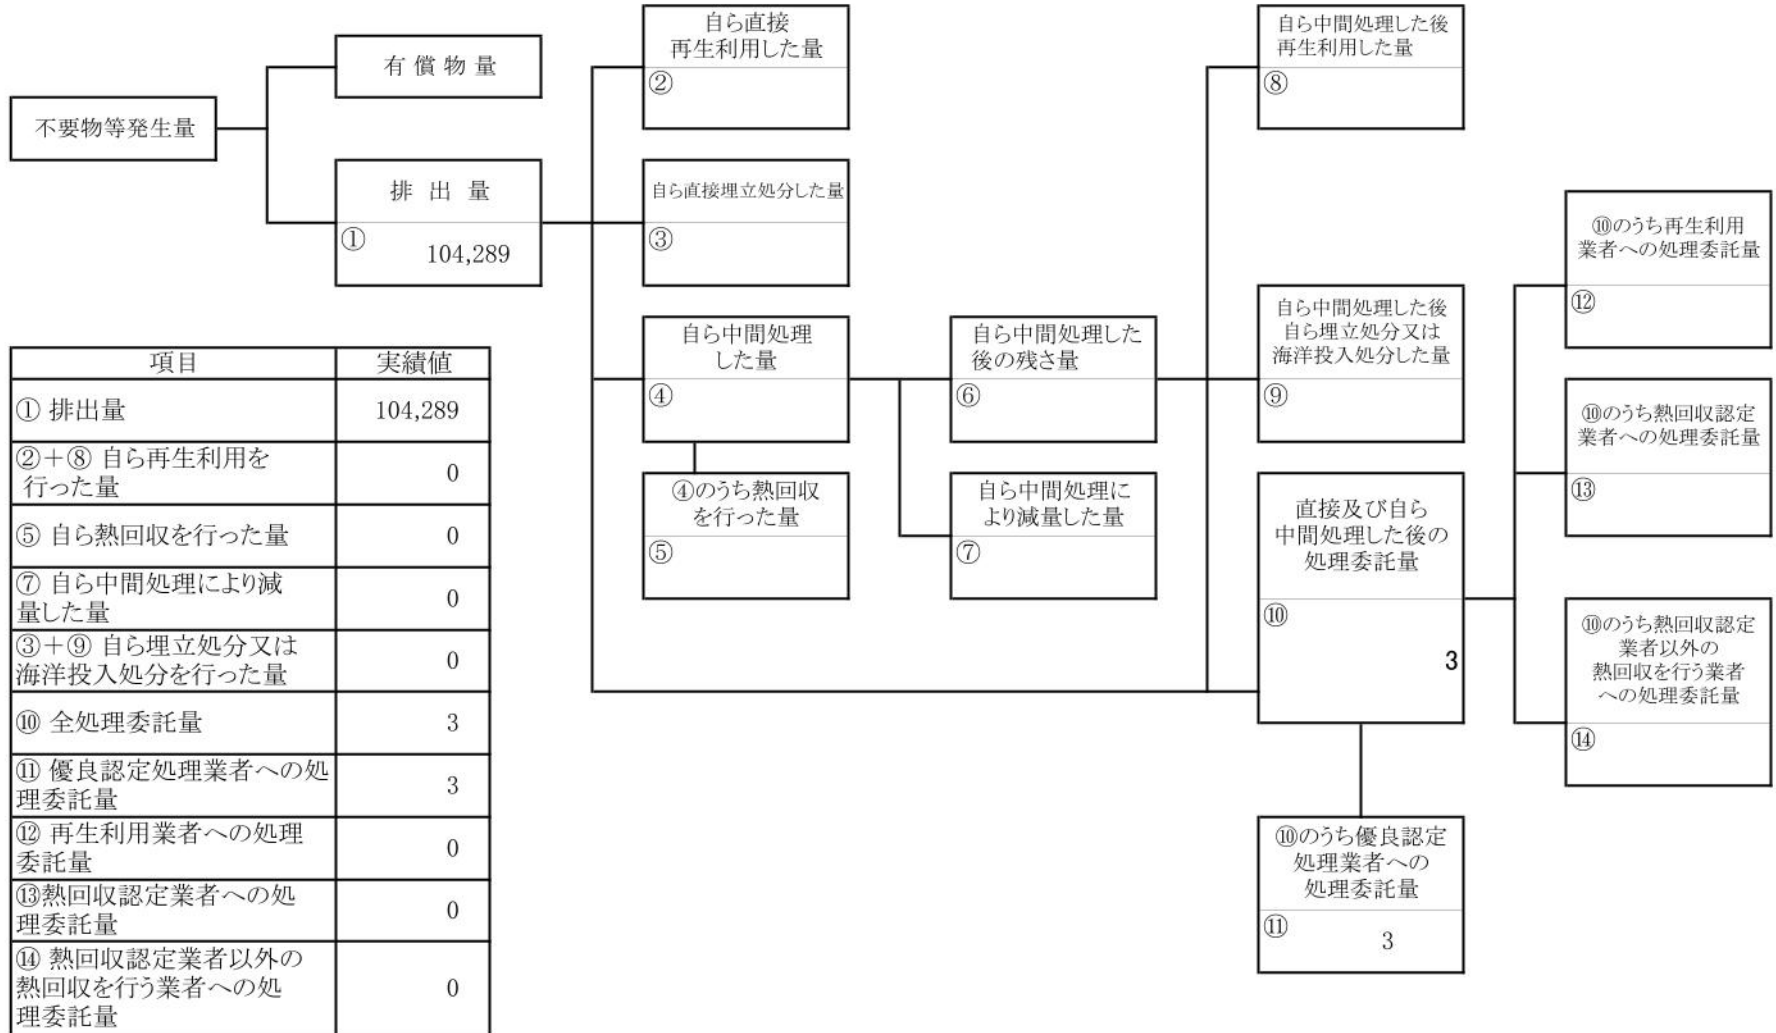 不要物等発生量
有 償 物 量
排 出 量
①
104,289
自ら直接
再生利用した量
②
自ら直接埋立処分した量
③
自ら中間処理
した量
④
④のうち熱回収
を行った量
⑤
自ら中間処理した
後の残さ量
⑥
自ら中間処理に
より減量した量
⑦
自ら中間処理した後
再生利用した量
⑧
自ら中間処理した後
自ら埋立処分又は
海洋投入処分した量
⑨
直接及び自ら
中間処理した後の
処理委託量
⑩
3
⑩のうち優良認定
処理業者への
処理委託量
⑪
3
⑩のうち再生利用
業者への処理委託量
⑫
⑩のうち熱回収認定
業者への処理委託量
⑬
⑩のうち熱回収認定
業者以外の
熱回収を行う業者
への処理委託量
⑭
項目 実績値
① 排出量 104,289
②＋⑧ 自ら再生利用を
行った量 0
⑤ 自ら熱回収を行った量 0
⑦ 自ら中間処理により減
量した量 0
③＋⑨ 自ら埋立処分又は
海洋投入処分を行った量 0
⑩ 全処理委託量 3
⑪ 優良認定処理業者への処
理委託量 3
⑫ 再生利用業者への処理
委託量 0
⑬熱回収認定業者への処
理委託量 0
⑭ 熱回収認定業者以外の
熱回収を行う業者への処
理委託量 0